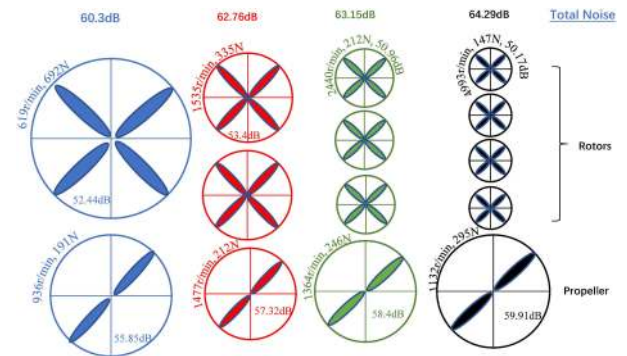 60.3dB
62.76dB
63.15dB
64.29dB
Total Noise
619r/min, 692N
52.44dB
1535r/min, 335N
53.4dB
2440r/min, 212N, 50.96dB
4993r/min, 147N, 50.17dB
Rotors
936r/min, 191N
55.85dB
1477r/min, 212N
57.32dB
1364r/min, 246N
58.4dB
1132r/min, 295N
59.91dB
Propeller